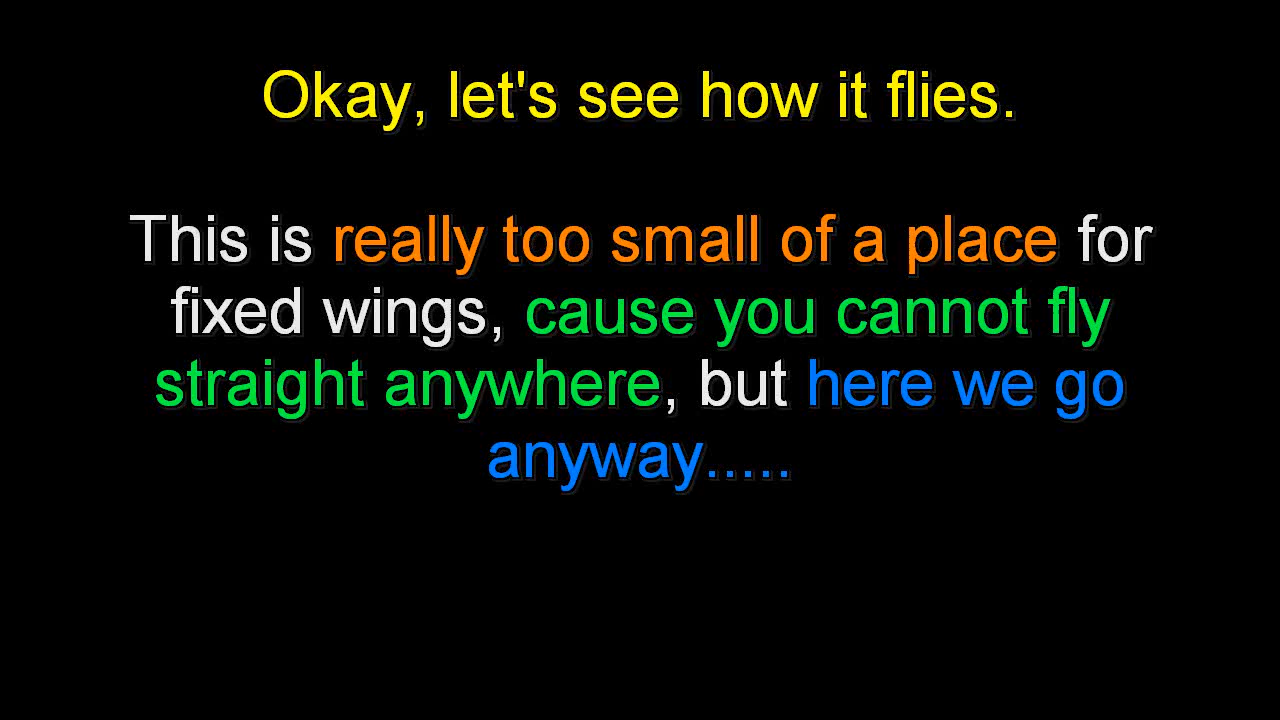 Okay, let's see how it flies.
This is really too small of a place for
fixed wings, cause you cannot fly
straight anywhere, but here we go
anyway.....